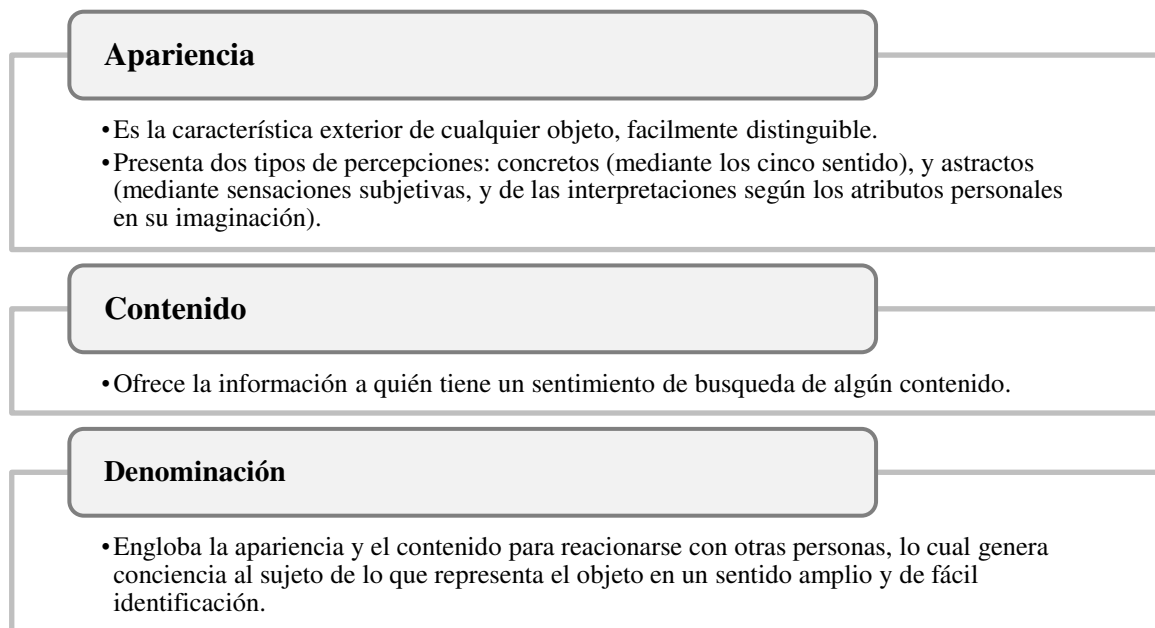 Apariencia
•Es la característica exterior de cualquier objeto, facilmente distinguible.
•Presenta dos tipos de percepciones: concretos (mediante los cinco sentido), y astractos
(mediante sensaciones subjetivas, y de las interpretaciones según los atributos personales
en su imaginación).
Contenido
•Ofrece la información a quién tiene un sentimiento de busqueda de algún contenido.
Denominación
•Engloba la apariencia y el contenido para reacionarse con otras personas, lo cual genera
conciencia al sujeto de lo que representa el objeto en un sentido amplio y de fácil
identificación.